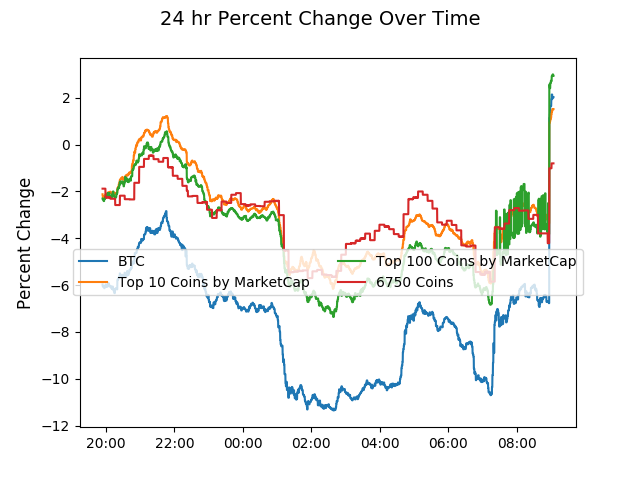 24 hr Percent Change Over Time
Percent Change
2
0
−2
−4
−6
−8
−10
−12
BTC
Top 10 Coins by MarketCap
Top 100 Coins by MarketCap
6750 Coins
20:00 22:00 00:00 02:00 04:00 06:00 08:00